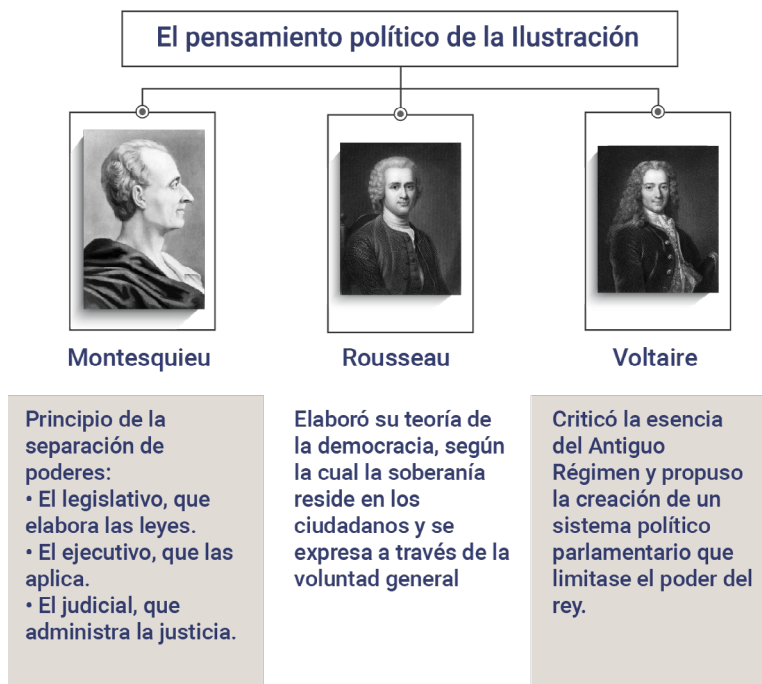 El pensamiento político de la Ilustración
Montesquieu
Principio de la
separación de
poderes:
• El legislativo, que
elabora las leyes.
• El ejecutivo, que las
aplica.
• El judicial, que
administra la justicia.
Rousseau
Elaboró su teoría de
la democracia, según
la cual la soberanía
reside en los
ciudadanos y se
expresa a través de la
voluntad general
Voltaire
Criticó la esencia
del Antiguo
Régimen y propuso
la creación de un
sistema político
parlamentario que
limitase el poder del
rey.